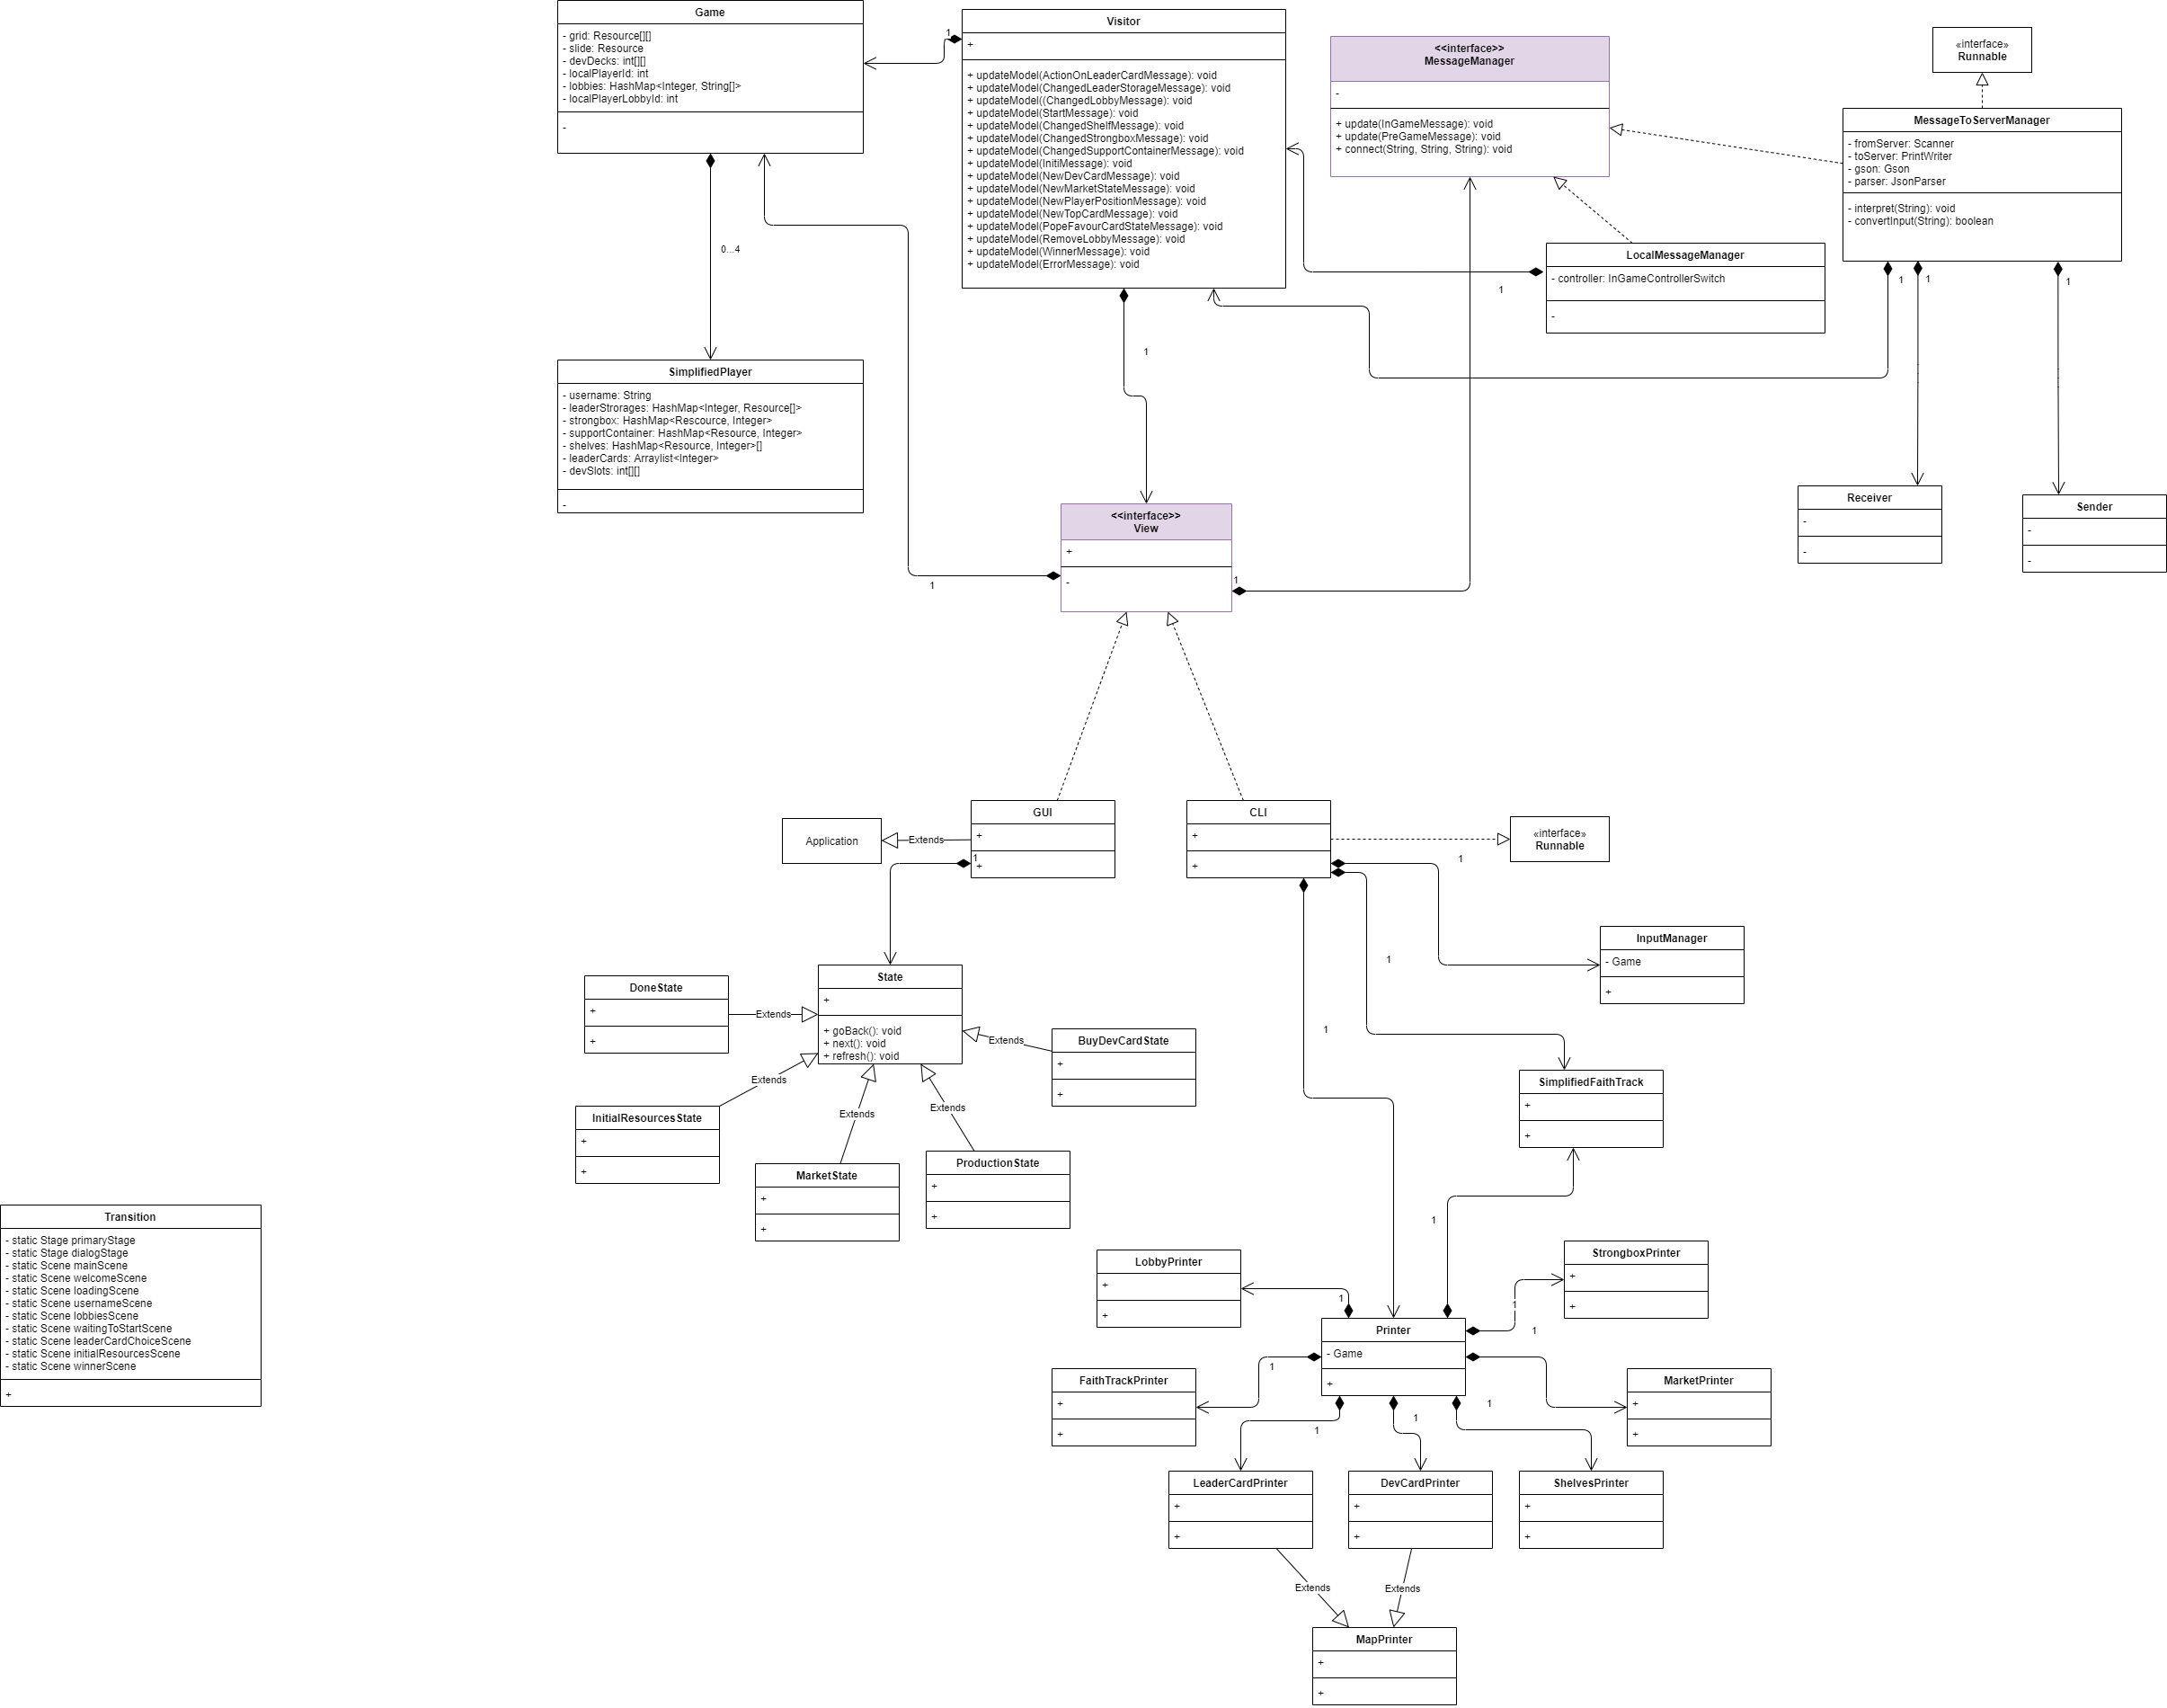 Game
- grid: Resource[][]
- slide: Resource
- devDecks: int[][]
- localPlayerId: int
- lobbies: HashMap<Integer, String[]>
- localPlayerLobbyId: int
-
1
Visitor
+
+ updateModel(ActionOnLeaderCardMessage): void
+ updateModel(ChangedLeaderStorageMessage): void
+ updateModel((ChangedLobbyMessage): void
+ updateModel(StartMessage): void
+ updateModel(ChangedShelfMessage): void
+ updateModel(ChangedStrongboxMessage): void
+ updateModel(ChangedSupportContainerMessage): void
+ updateModel(InitiMessage): void
+ updateModel(NewDevCardMessage): void
+ updateModel(NewMarketStateMessage): void
+ updateModel(NewPlayerPositionMessage): void
+ updateModel(NewTopCardMessage): void
+ updateModel(PopeFavourCardStateMessage): void
+ updateModel(RemoveLobbyMessage): void
+ updateModel(WinnerMessage): void
+ updateModel(ErrorMessage): void
<<interface>>
MessageManager
-
+ update(InGameMessage): void
+ update(PreGameMessage): void
+ connect(String, String, String): void
«interface»
Runnable
MessageToServerManager
- fromServer: Scanner
- toServer: PrintWriter
- gson: Gson
- parser: JsonParser
- interpret(String): void
- convertInput(String): boolean
LocalMessageManager
- controller: InGameControllerSwitch
-
1
1
1
1
0...4
1
SimplifiedPlayer
- username: String
- leaderStrorages: HashMap<Integer, Resource[]>
- strongbox: HashMap<Rescource, Integer>
- supportContainer: HashMap<Resource, Integer>
- shelves: HashMap<Resource, Integer>[]
- leaderCards: Arraylist<Integer>
- devSlots: int[][]
-
Receiver
-
-
Sender
-
-
<<interface>>
View
+
-
1
1
GUI
+
+
1
Extends
Application
CLI
+
+
«interface»
Runnable
1
1
1
InputManager
- Game
+
State
+
+ goBack(): void
+ next(): void
+ refresh(): void
DoneState
+
+
Extends
BuyDevCardState
+
+
Extends
InitialResourcesState
+
+
Extends
MarketState
+
+
Extends
ProductionState
+
+
Extends
SimplifiedFaithTrack
+
+
1
Transition
- static Stage primaryStage
- static Stage dialogStage
- static Scene mainScene
- static Scene welcomeScene
- static Scene loadingScene
- static Scene usernameScene
- static Scene lobbiesScene
- static Scene waitingToStartScene
- static Scene leaderCardChoiceScene
- static Scene initialResourcesScene
- static Scene winnerScene
+
LobbyPrinter
+
+
1
StrongboxPrinter
+
+
1
1
Printer
- Game
+
FaithTrackPrinter
+
+
1
MarketPrinter
+
+
1
1
1
LeaderCardPrinter
+
+
DevCardPrinter
+
+
ShelvesPrinter
+
+
Extends
Extends
MapPrinter
+
+